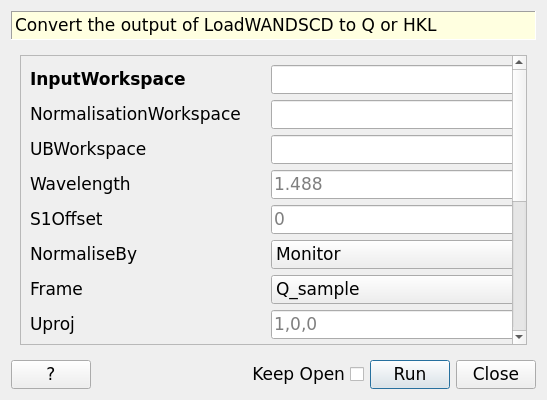 Convert the output of LoadWANDSCD to Q or HKL
InputWorkspace
NormalisationWorkspace
UBWorkspace
Wavelength 1.488
S1Offset 0
NormaliseBy Monitor
Frame Q_sample
Uproj 1,0,0
? Keep Open Run Close